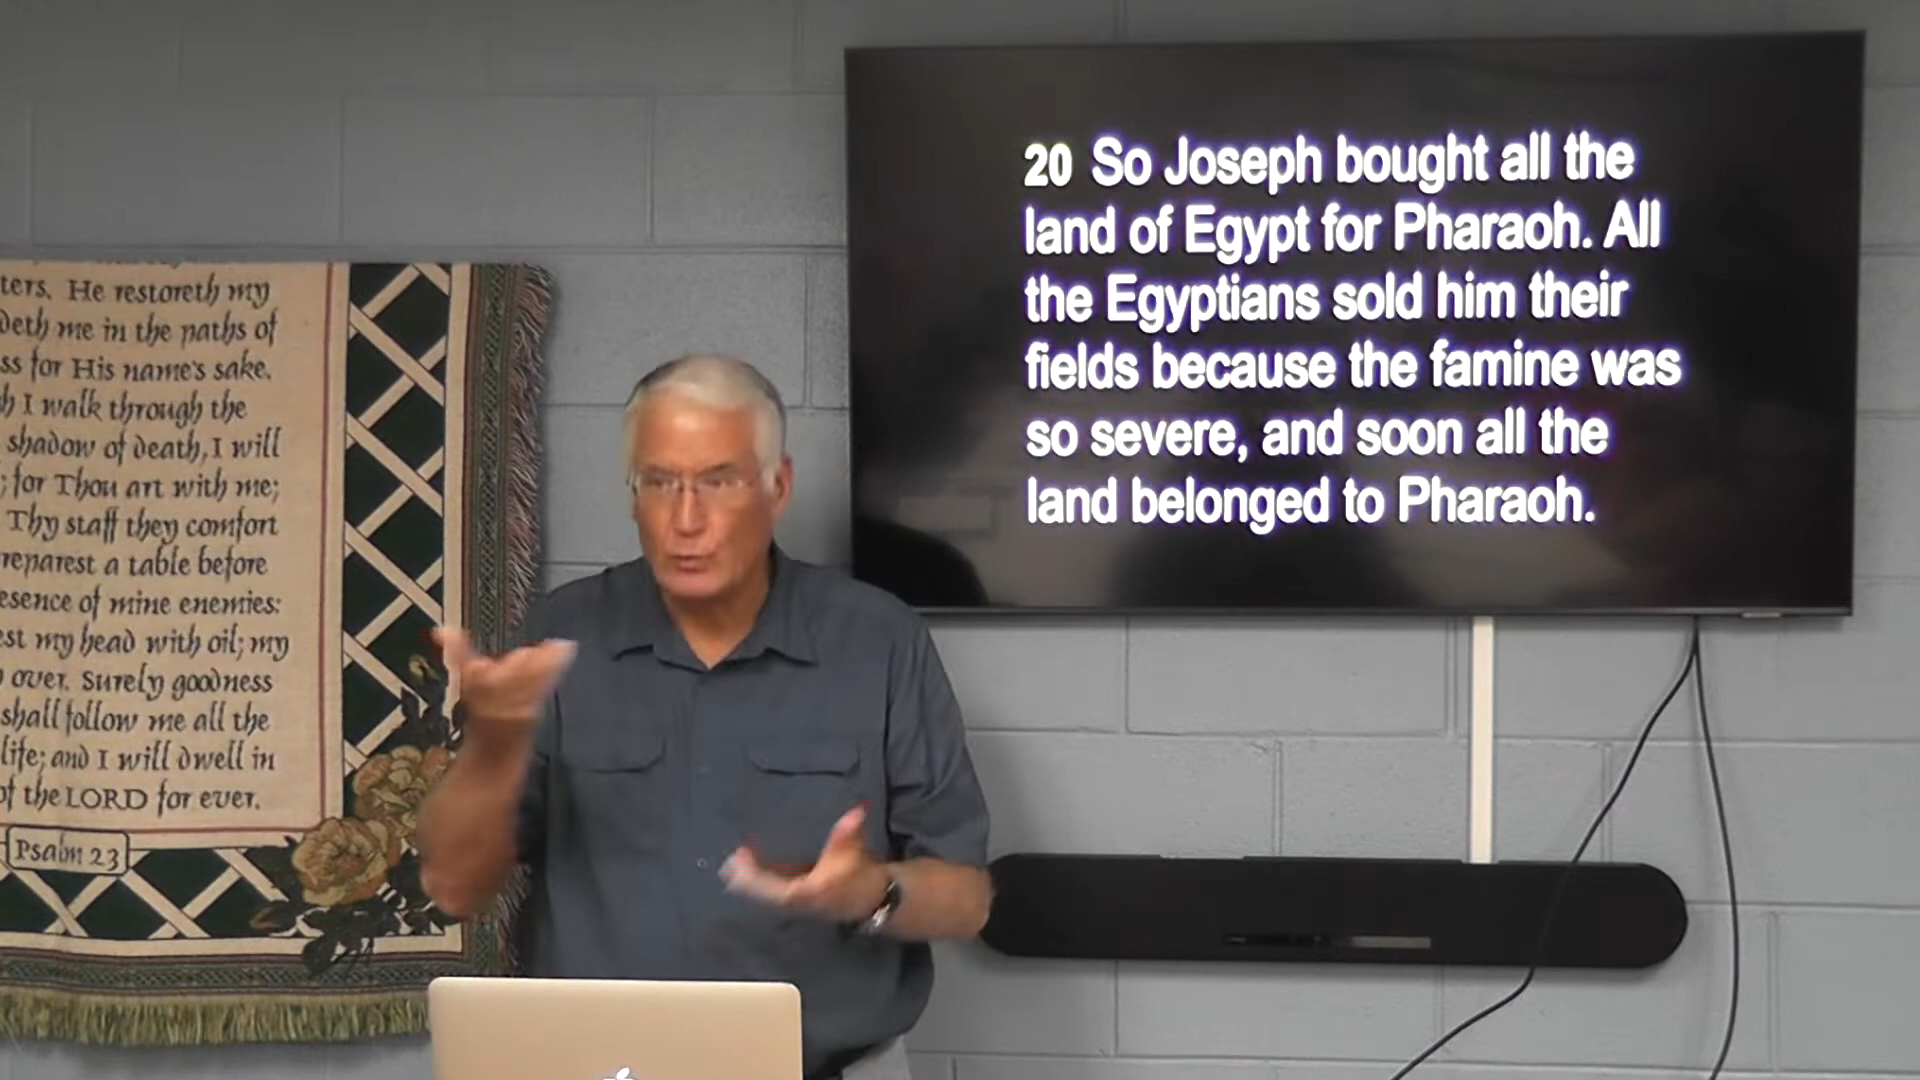 ters. He restoreth my
deth me in the paths of
ss for His name's sake.
h I walk through the
shadow of death, I will
; for Thou art with me;
Thy staff they comfort
reparest a table before
esence of mine enemies:
st my head with oil; my
over. Surely goodness
shall follow me all the
life; and I will dwell in
of the LORD for ever.
Psalm 23
20 So Joseph bought all the
land of Egypt for Pharaoh. All
the Egyptians sold him their
fields because the famine was
so severe, and soon all the
land belonged to Pharaoh.